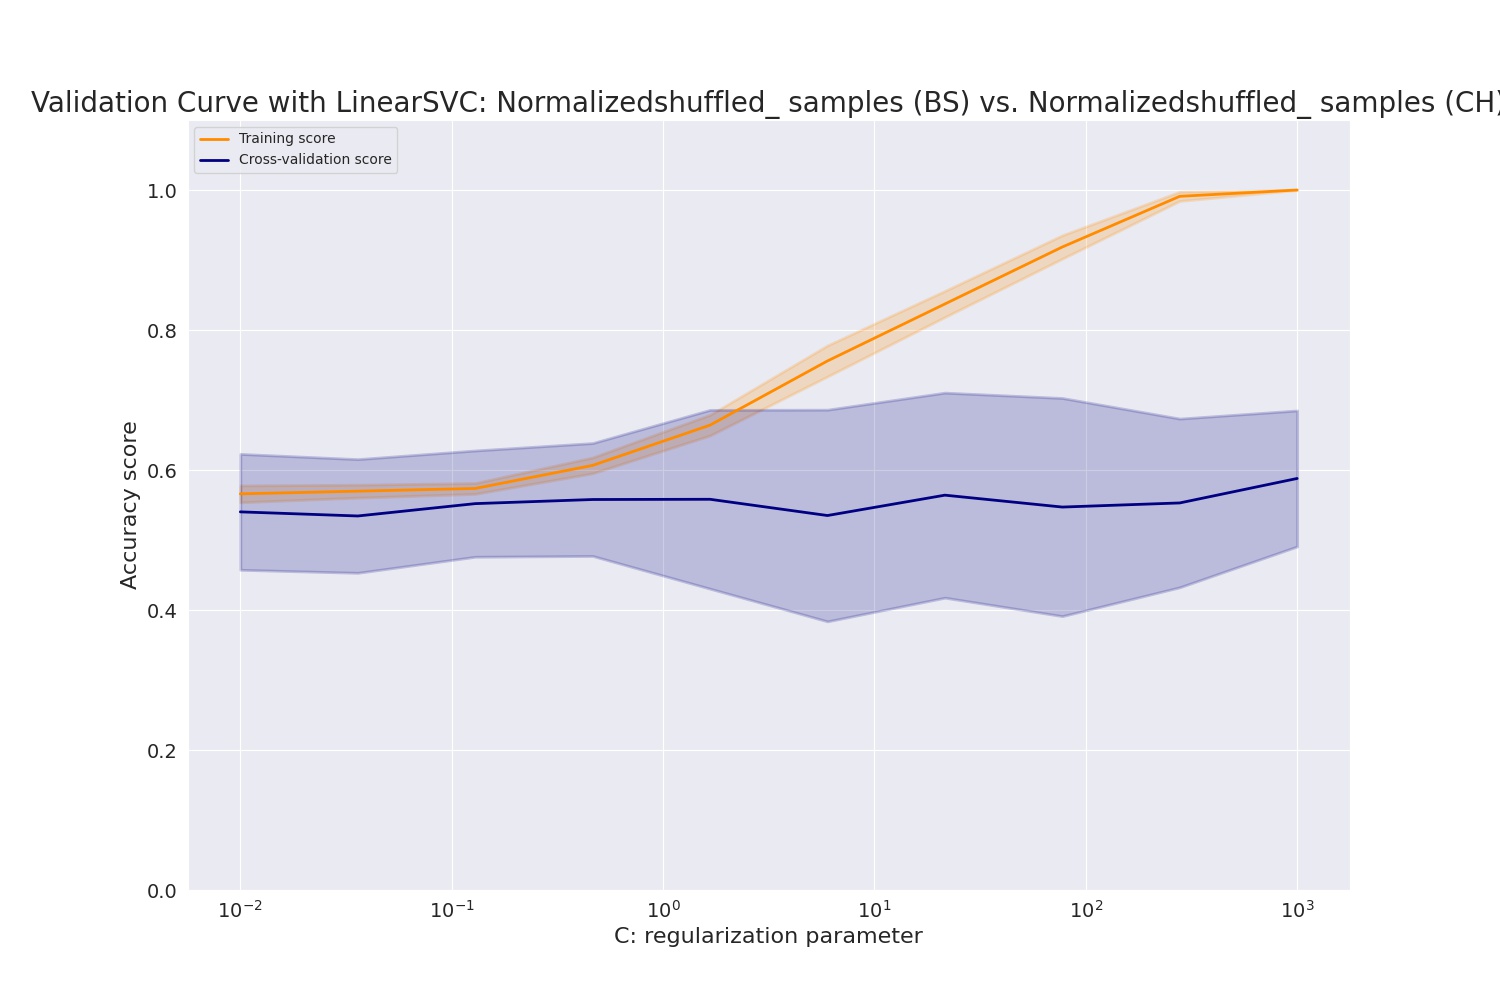 Validation Curve with LinearSVC: Normalizedshuffled_ samples (BS) vs. Normalizedshuffled_ samples (CH)
Training score
Cross-validation score
1.0
0.8
0.6
0.4
0.2
0.0
Accuracy score
10⁻² 10⁻¹ 10⁰ 10¹ 10² 10³
C: regularization parameter